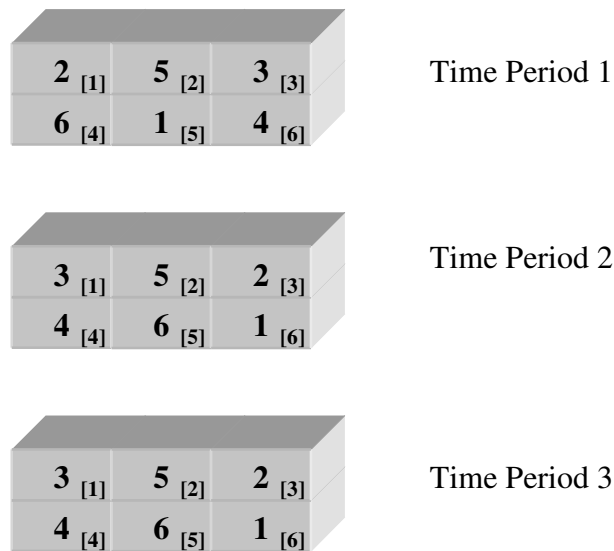 2 [1] 5 [2] 3 [3]
Time Period 1
6 [4] 1 [5] 4 [6]
3 [1] 5 [2] 2 [3]
Time Period 2
4 [4] 6 [5] 1 [6]
3 [1] 5 [2] 2 [3]
Time Period 3
4 [4] 6 [5] 1 [6]